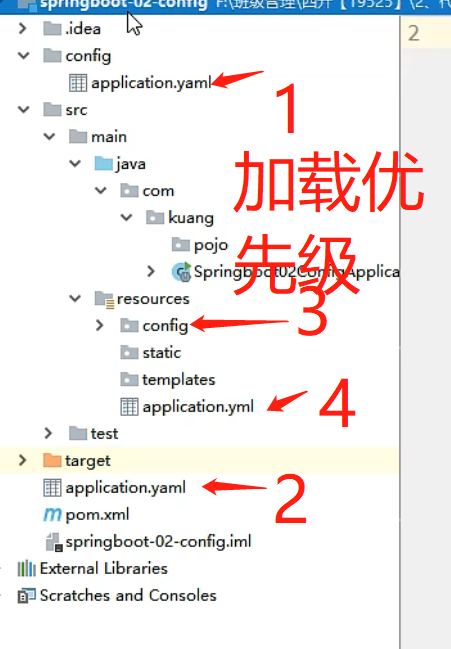 springboot-02-config F:\班级管理\西开【19525】\2、代
.idea
2
config
application.yaml
1
src
main
加载优
java
com
kuang
pojo
先级
Springboot02ConfigApplica
resources
config
3
static
templates
application.yml
4
test
target
application.yaml
2
pom.xml
springboot-02-config.iml
External Libraries
Scratches and Consoles